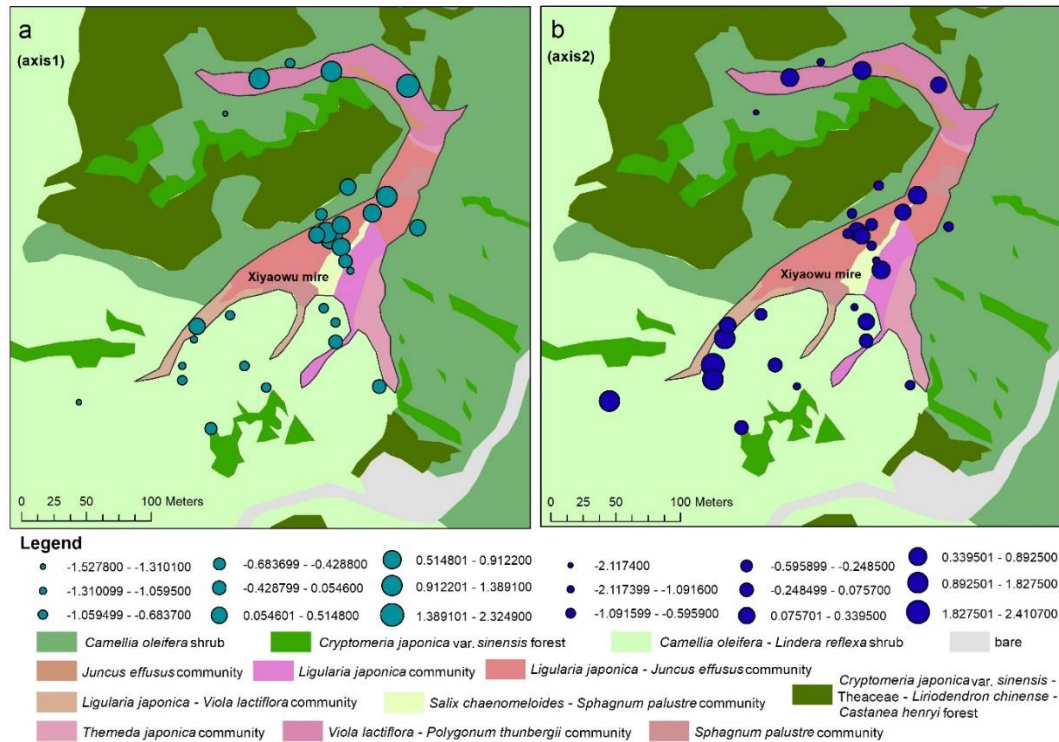 a
(axis1)
Xiyaowu mire
0 25 50 100 Meters
b
(axis2)
Xiyaowu mire
0 25 50 100 Meters
Legend
-1.527800 - -1.310100
-1.310099 - -1.059500
-1.059499 - -0.683700
-0.683699 - -0.428800
-0.428799 - -0.054600
0.054601 - 0.514800
0.514801 - 0.912200
0.912201 - 1.389100
1.389101 - 2.324900
-2.117400
-2.117399 - -1.091600
-1.091599 - -0.595900
-0.595899 - -0.248500
-0.248499 - -0.075700
0.075701 - 0.339500
0.339501 - 0.892500
0.892501 - 1.827500
1.827501 - 2.410700
Camellia oleifera shrub
Cryptomeria japonica var. sinensis forest
Camellia oleifera - Lindera reflexa shrub
bare
Juncus effusus community
Ligularia japonica community
Ligularia japonica - Juncus effusus community
Ligularia japonica - Viola lactiflora community
Salix chaenomeloides - Sphagnum palustre community
Cryptomeria japonica var. sinensis -
Theaceae - Liriodendron chinense -
Castanea henryi forest
Themeda japonica community
Viola lactiflora - Polygonum thunbergii community
Sphagnum palustre community